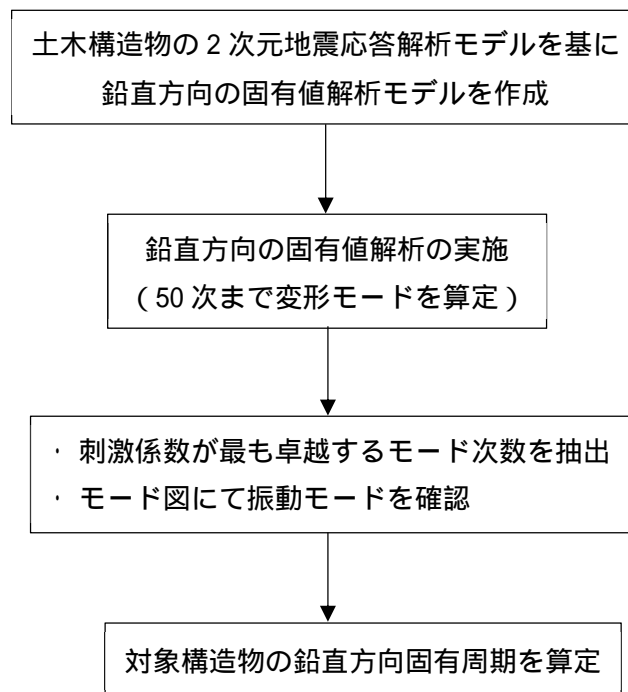 土木構造物の2次元地震応答解析モデルを基に
鉛直方向の固有値解析モデルを作成
鉛直方向の固有値解析の実施
（50次まで変形モードを算定）
・ 刺激係数が最も卓越するモード次数を抽出
・ モード図にて振動モードを確認
対象構造物の鉛直方向固有周期を算定